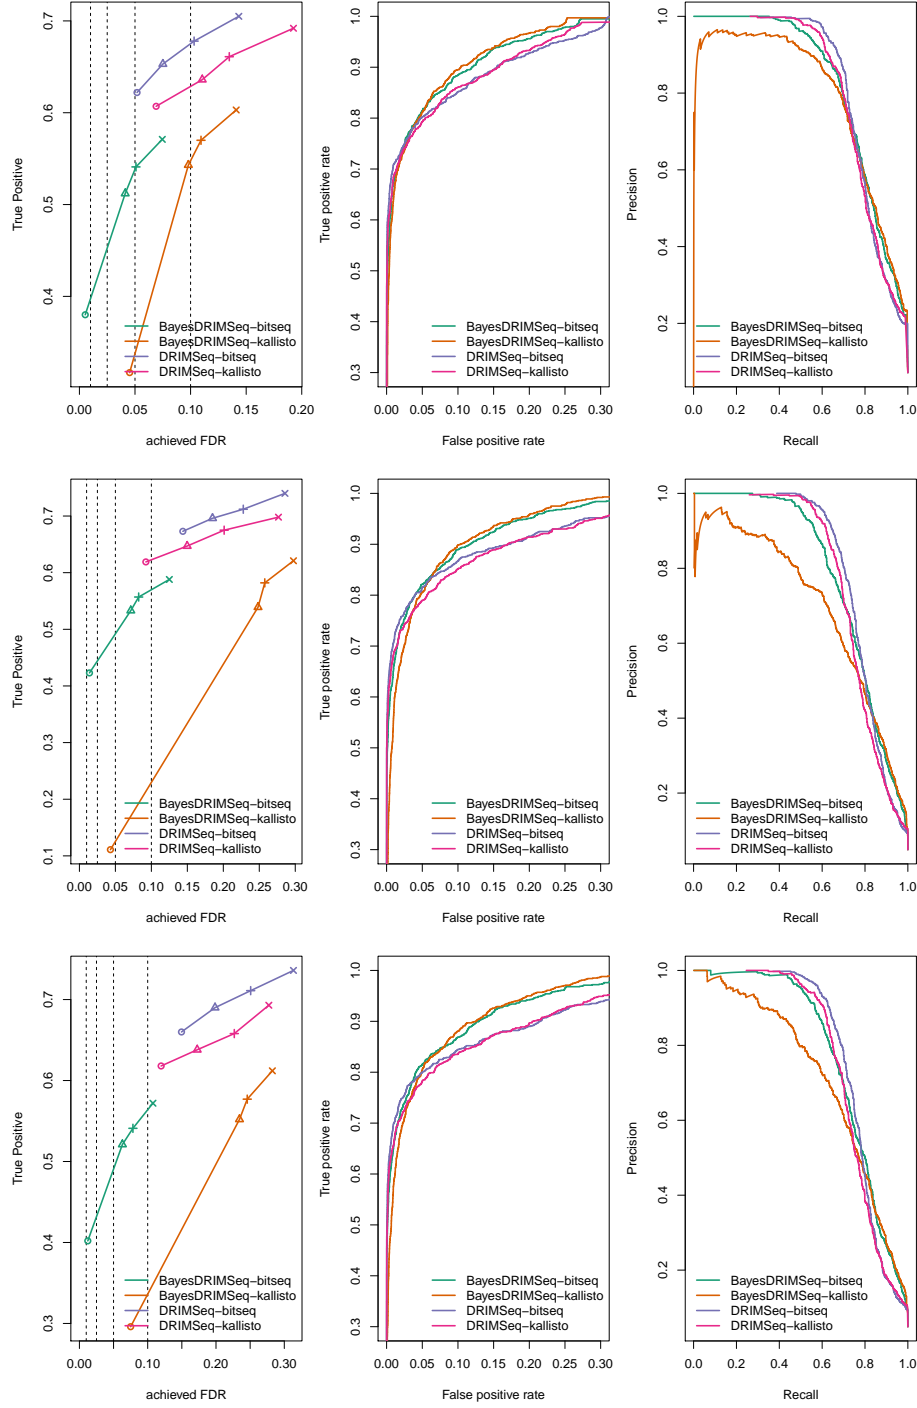 True Positive
0.4 0.5 0.6 0.7
BayesDRIMSeq−bitseq
BayesDRIMSeq−kallisto
DRIMSeq−bitseq
DRIMSeq−kallisto
0.00 0.05 0.10 0.15 0.20
achieved FDR
True positive rate
0.3 0.4 0.5 0.6 0.7 0.8 0.9 1.0
BayesDRIMSeq−bitseq
BayesDRIMSeq−kallisto
DRIMSeq−bitseq
DRIMSeq−kallisto
0.00 0.05 0.10 0.15 0.20 0.25 0.30
False positive rate
Precision
0.2 0.4 0.6 0.8 1.0
BayesDRIMSeq−bitseq
BayesDRIMSeq−kallisto
DRIMSeq−bitseq
DRIMSeq−kallisto
0.0 0.2 0.4 0.6 0.8 1.0
Recall
True Positive
0.1 0.2 0.3 0.4 0.5 0.6 0.7
BayesDRIMSeq−bitseq
BayesDRIMSeq−kallisto
DRIMSeq−bitseq
DRIMSeq−kallisto
0.00 0.05 0.10 0.15 0.20 0.25 0.30
achieved FDR
True positive rate
0.3 0.4 0.5 0.6 0.7 0.8 0.9 1.0
BayesDRIMSeq−bitseq
BayesDRIMSeq−kallisto
DRIMSeq−bitseq
DRIMSeq−kallisto
0.00 0.05 0.10 0.15 0.20 0.25 0.30
False positive rate
Precision
0.2 0.4 0.6 0.8 1.0
BayesDRIMSeq−bitseq
BayesDRIMSeq−kallisto
DRIMSeq−bitseq
DRIMSeq−kallisto
0.0 0.2 0.4 0.6 0.8 1.0
Recall
True Positive
0.3 0.4 0.5 0.6 0.7
BayesDRIMSeq−bitseq
BayesDRIMSeq−kallisto
DRIMSeq−bitseq
DRIMSeq−kallisto
0.00 0.10 0.20 0.30
achieved FDR
True positive rate
0.3 0.4 0.5 0.6 0.7 0.8 0.9 1.0
BayesDRIMSeq−bitseq
BayesDRIMSeq−kallisto
DRIMSeq−bitseq
DRIMSeq−kallisto
0.00 0.05 0.10 0.15 0.20 0.25 0.30
False positive rate
Precision
0.2 0.4 0.6 0.8 1.0
BayesDRIMSeq−bitseq
BayesDRIMSeq−kallisto
DRIMSeq−bitseq
DRIMSeq−kallisto
0.0 0.2 0.4 0.6 0.8 1.0
Recall